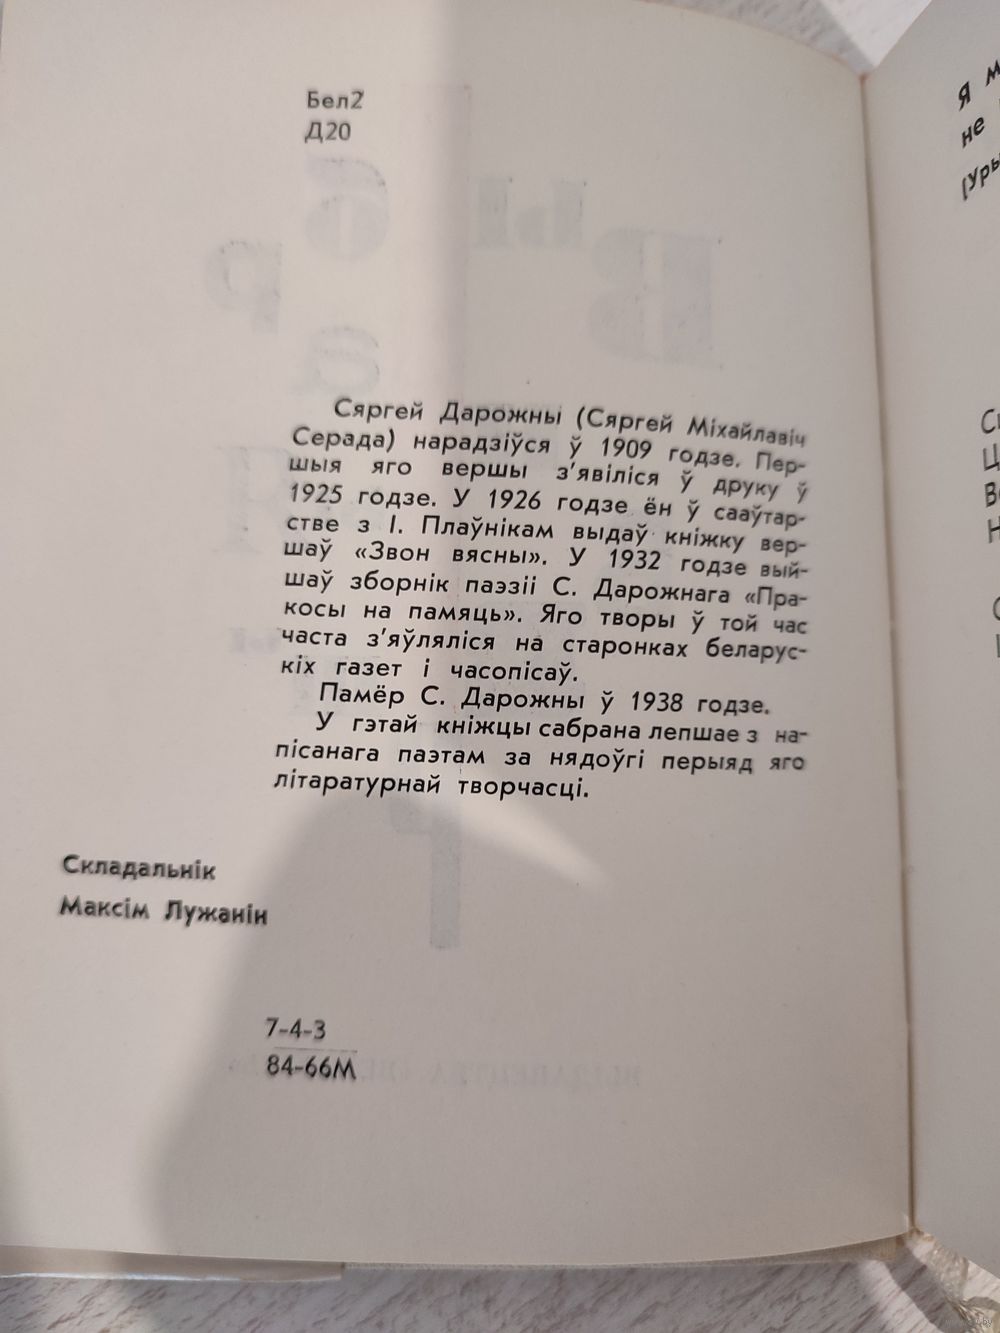 Бел2
Д20
Сяргей Дарожны (Сяргей Міхайлавіч
Серада) нарадзіўся ў 1909 годзе. Пер-
шыя яго вершы з’явіліся ў друку ў
1925 годзе. У 1926 годзе ён ў сааўтар-
стве з І. Плаўнікам выдаў кніжку вер-
шаў «Звон вясны». У 1932 годзе вый-
шаў зборнік паэзіі С. Дарожнага «Пра-
косы на памяць». Яго творы ў той час
часта з’яўляліся на старонках беларус-
кіх газет і часопісаў.
Памёр С. Дарожны ў 1938 годзе.
У гэтай кніжцы сабрана лепшае з на-
пісанага паэтам за нядоўгі перыяд яго
літаратурнай творчасці.
Складальнік
Максім Лужанін
7-4-3
84-66М
Я
не